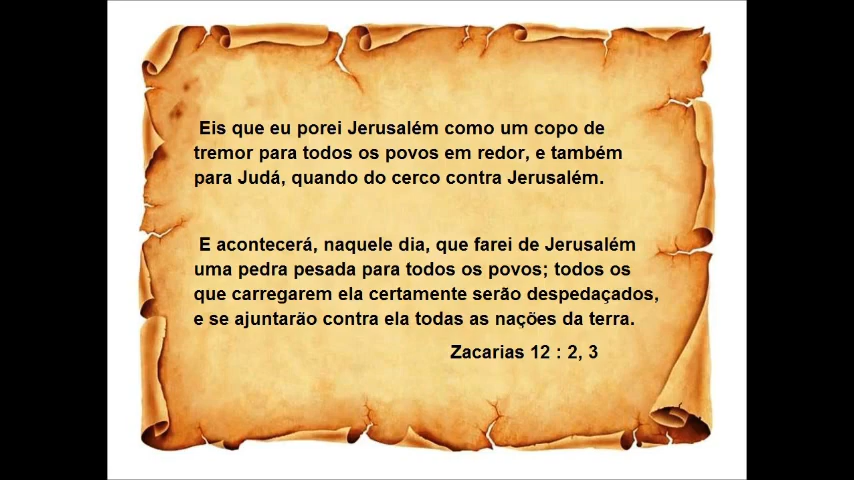 Eis que eu porei Jerusalém como um copo de
tremor para todos os povos em redor, e também
para Judá, quando do cerco contra Jerusalém.
E acontecerá, naquele dia, que farei de Jerusalém
uma pedra pesada para todos os povos; todos os
que carregarem ela certamente serão despedaçados,
e se ajuntarão contra ela todas as nações da terra.
Zacarias 12 : 2, 3